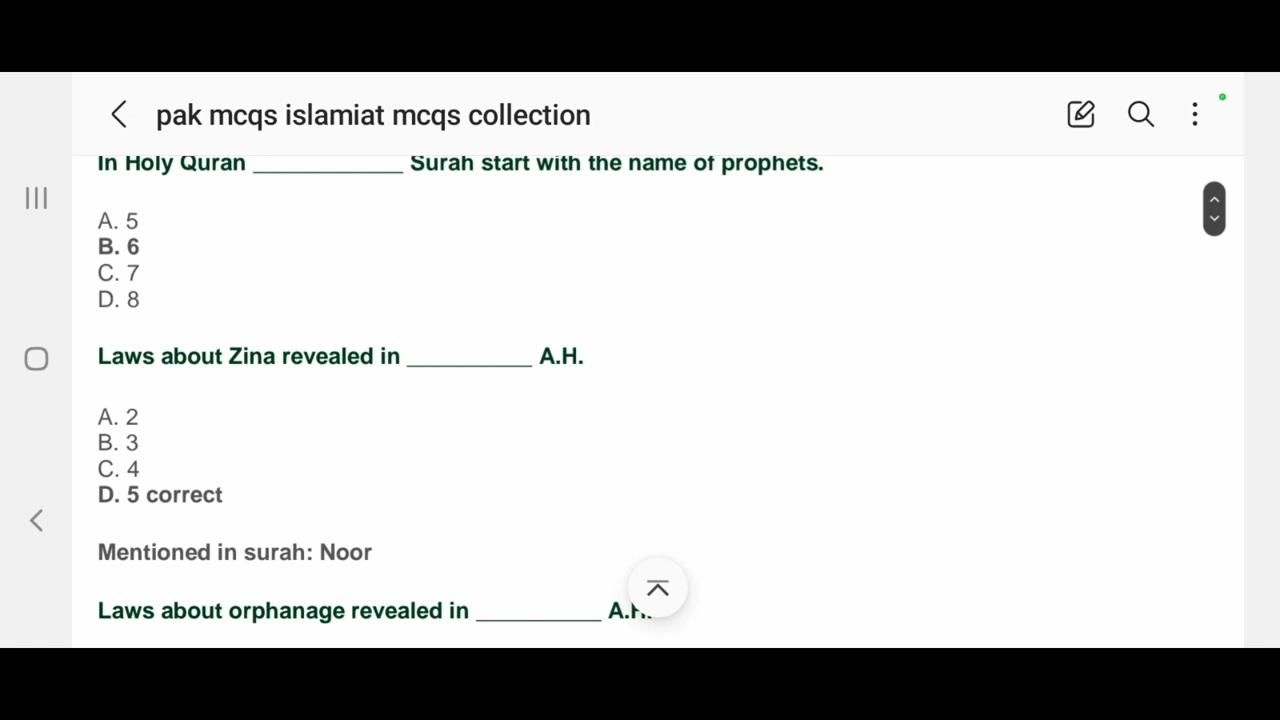 pak mcqs islamiat mcqs collection
In Holy Quran ____________ Surah start with the name of prophets.
A. 5
B. 6
C. 7
D. 8
Laws about Zina revealed in __________ A.H.
A. 2
B. 3
C. 4
D. 5 correct
Mentioned in surah: Noor
Laws about orphanage revealed in __________ A.H.